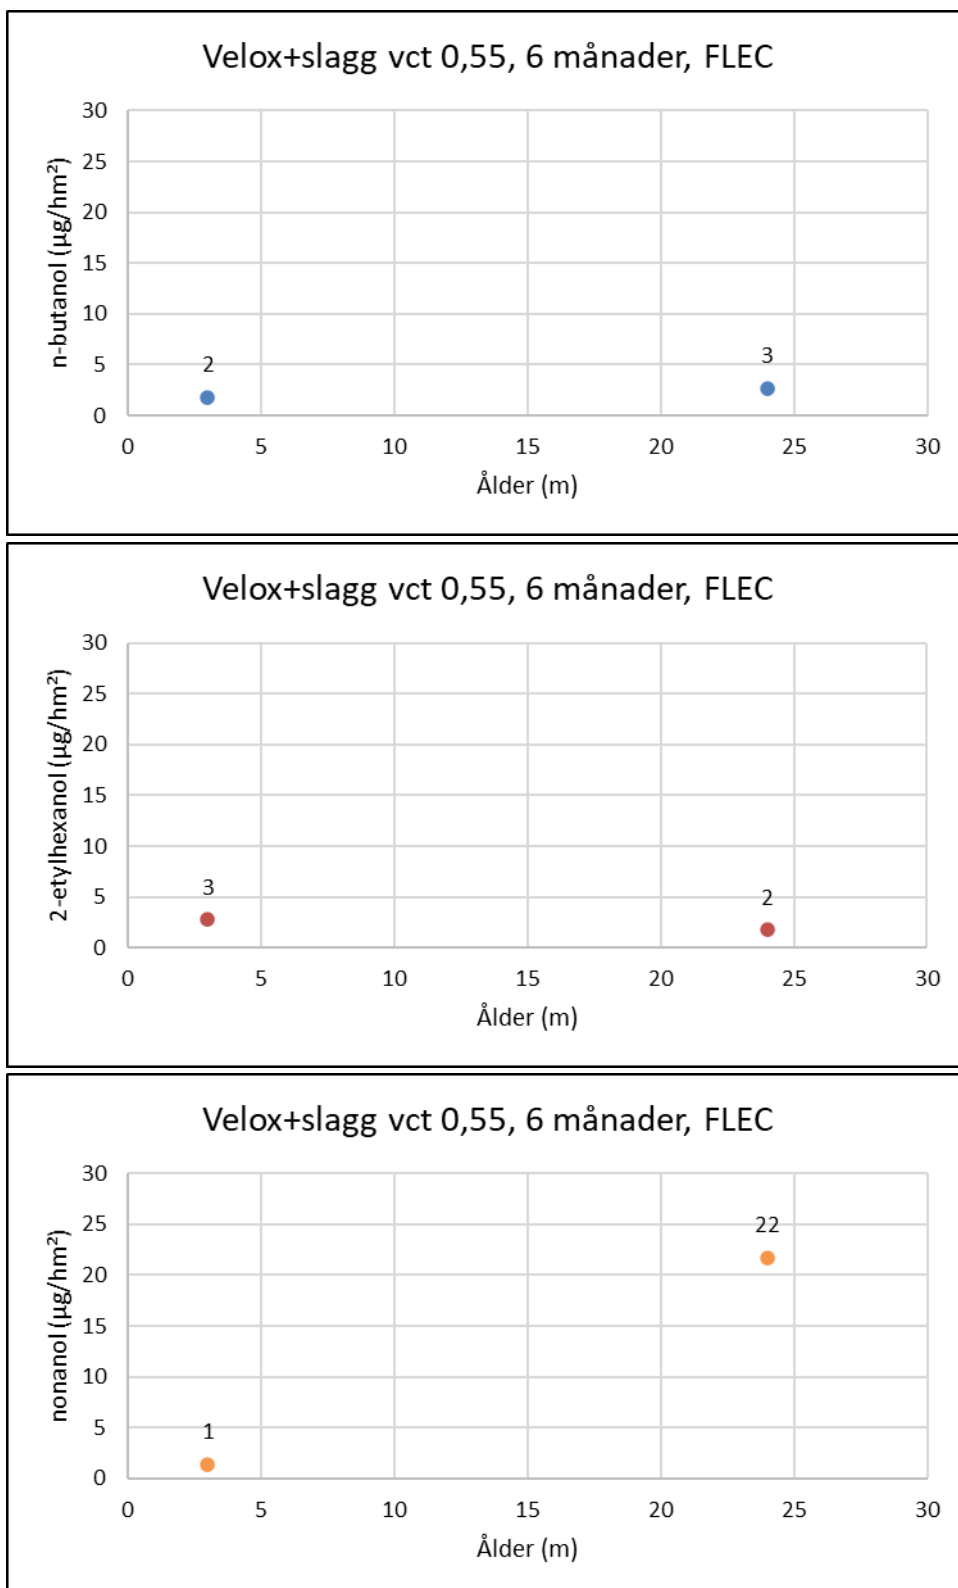 Velox+slagg vct 0,55, 6 månader, FLEC
n-butanol (µg/hm²)
30
25
20
15
10
5
0
2
3
0 5 10 15 20 25 30
Ålder (m)
Velox+slagg vct 0,55, 6 månader, FLEC
2-etylhexanol (µg/hm²)
30
25
20
15
10
5
0
3
2
0 5 10 15 20 25 30
Ålder (m)
Velox+slagg vct 0,55, 6 månader, FLEC
nonanol (µg/hm²)
30
25
20
15
10
5
0
22
1
0 5 10 15 20 25 30
Ålder (m)